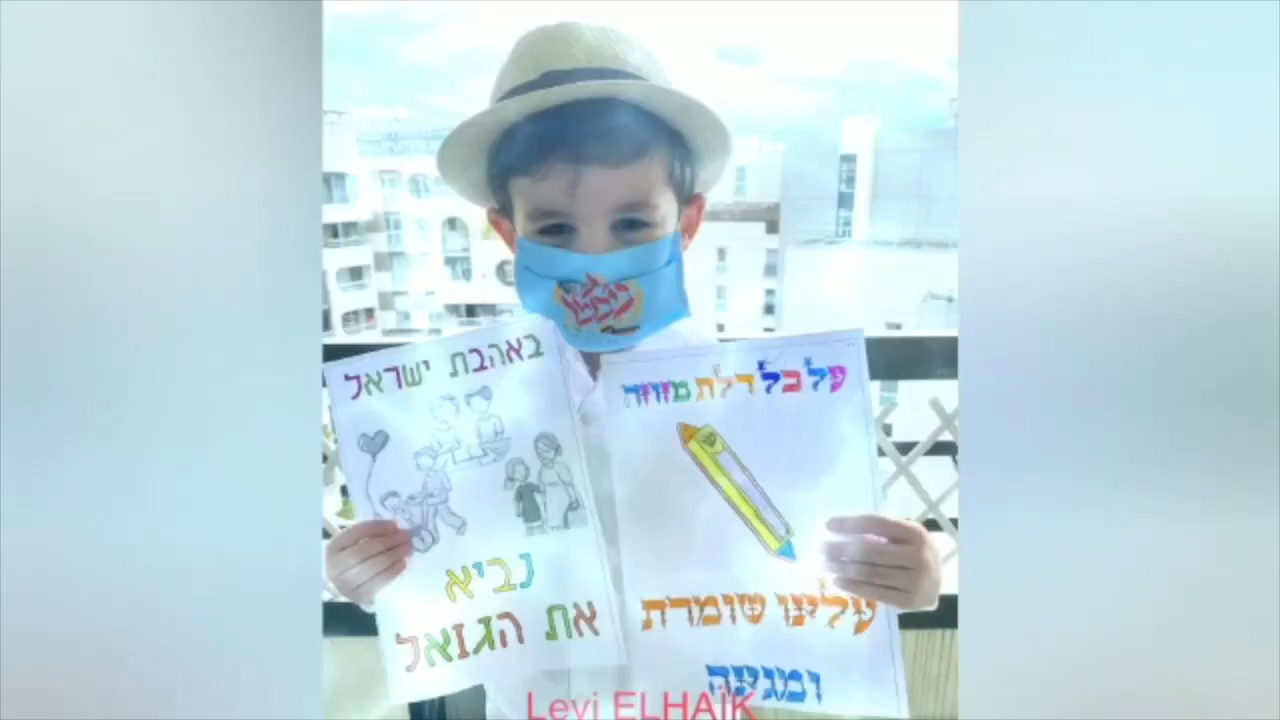 על כל דלת מזוזה
עלינו שומרת
ומגינה
באהבת ישראל
נביא
את הגואל
Levi ELHAIK